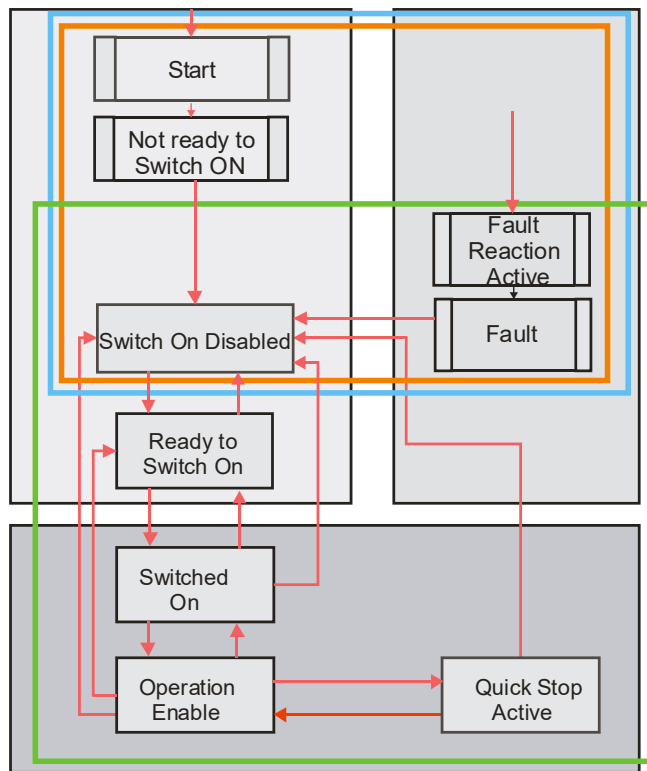 Start
Not ready to
Switch ON
Fault
Reaction
Active
Switch On Disabled
Fault
Ready to
Switch On
Switched
On
Operation
Enable
Quick Stop
Active